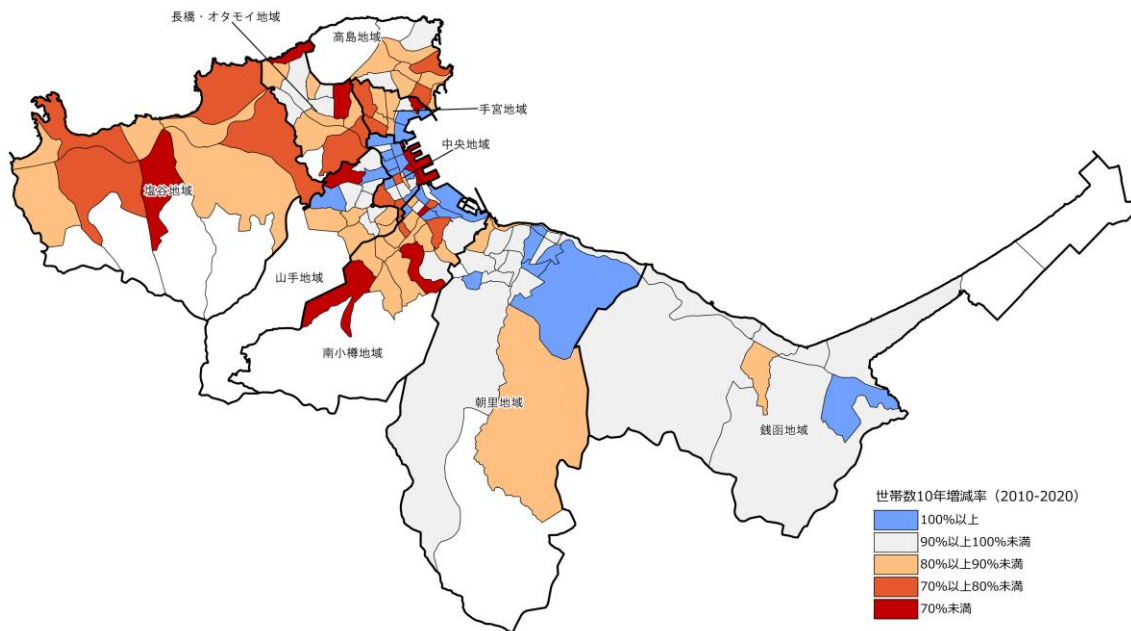 長橋・オタモイ地域
高島地域
手宮地域
中央地域
塩谷地域
山手地域
南小樽地域
朝里地域
銭函地域
世帯数10年増減率（2010-2020）
100%以上
90%以上100%未満
80%以上90%未満
70%以上80%未満
70%未満